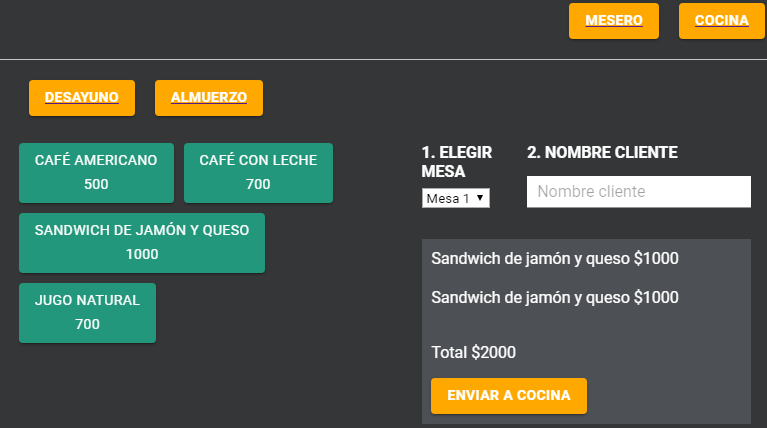 MESERO
COCINA
DESAYUNO
ALMUERZO
CAFÉ AMERICANO
500
CAFÉ CON LECHE
700
SANDWICH DE JAMÓN Y QUESO
1000
JUGO NATURAL
700
1. ELEGIR
MESA
Mesa 1
2. NOMBRE CLIENTE
Nombre cliente
Sandwich de jamón y queso $1000
Sandwich de jamón y queso $1000
Total $2000
ENVIAR A COCINA